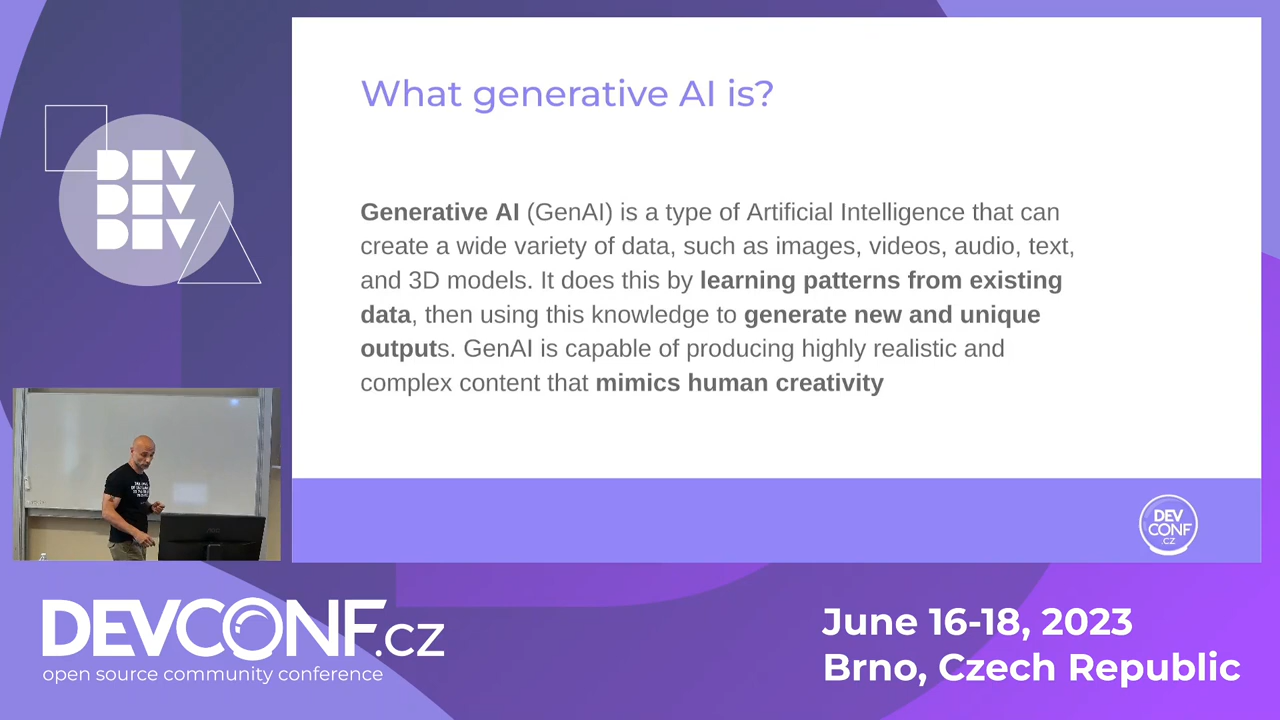 What generative AI is?
Generative AI (GenAI) is a type of Artificial Intelligence that can
create a wide variety of data, such as images, videos, audio, text,
and 3D models. It does this by learning patterns from existing
data, then using this knowledge to generate new and unique
outputs. GenAI is capable of producing highly realistic and
complex content that mimics human creativity
DEV
DEV
DEV
DEV
CONF
CZ
DEVCONF.cz
open source community conference
June 16-18, 2023
Brno, Czech Republic